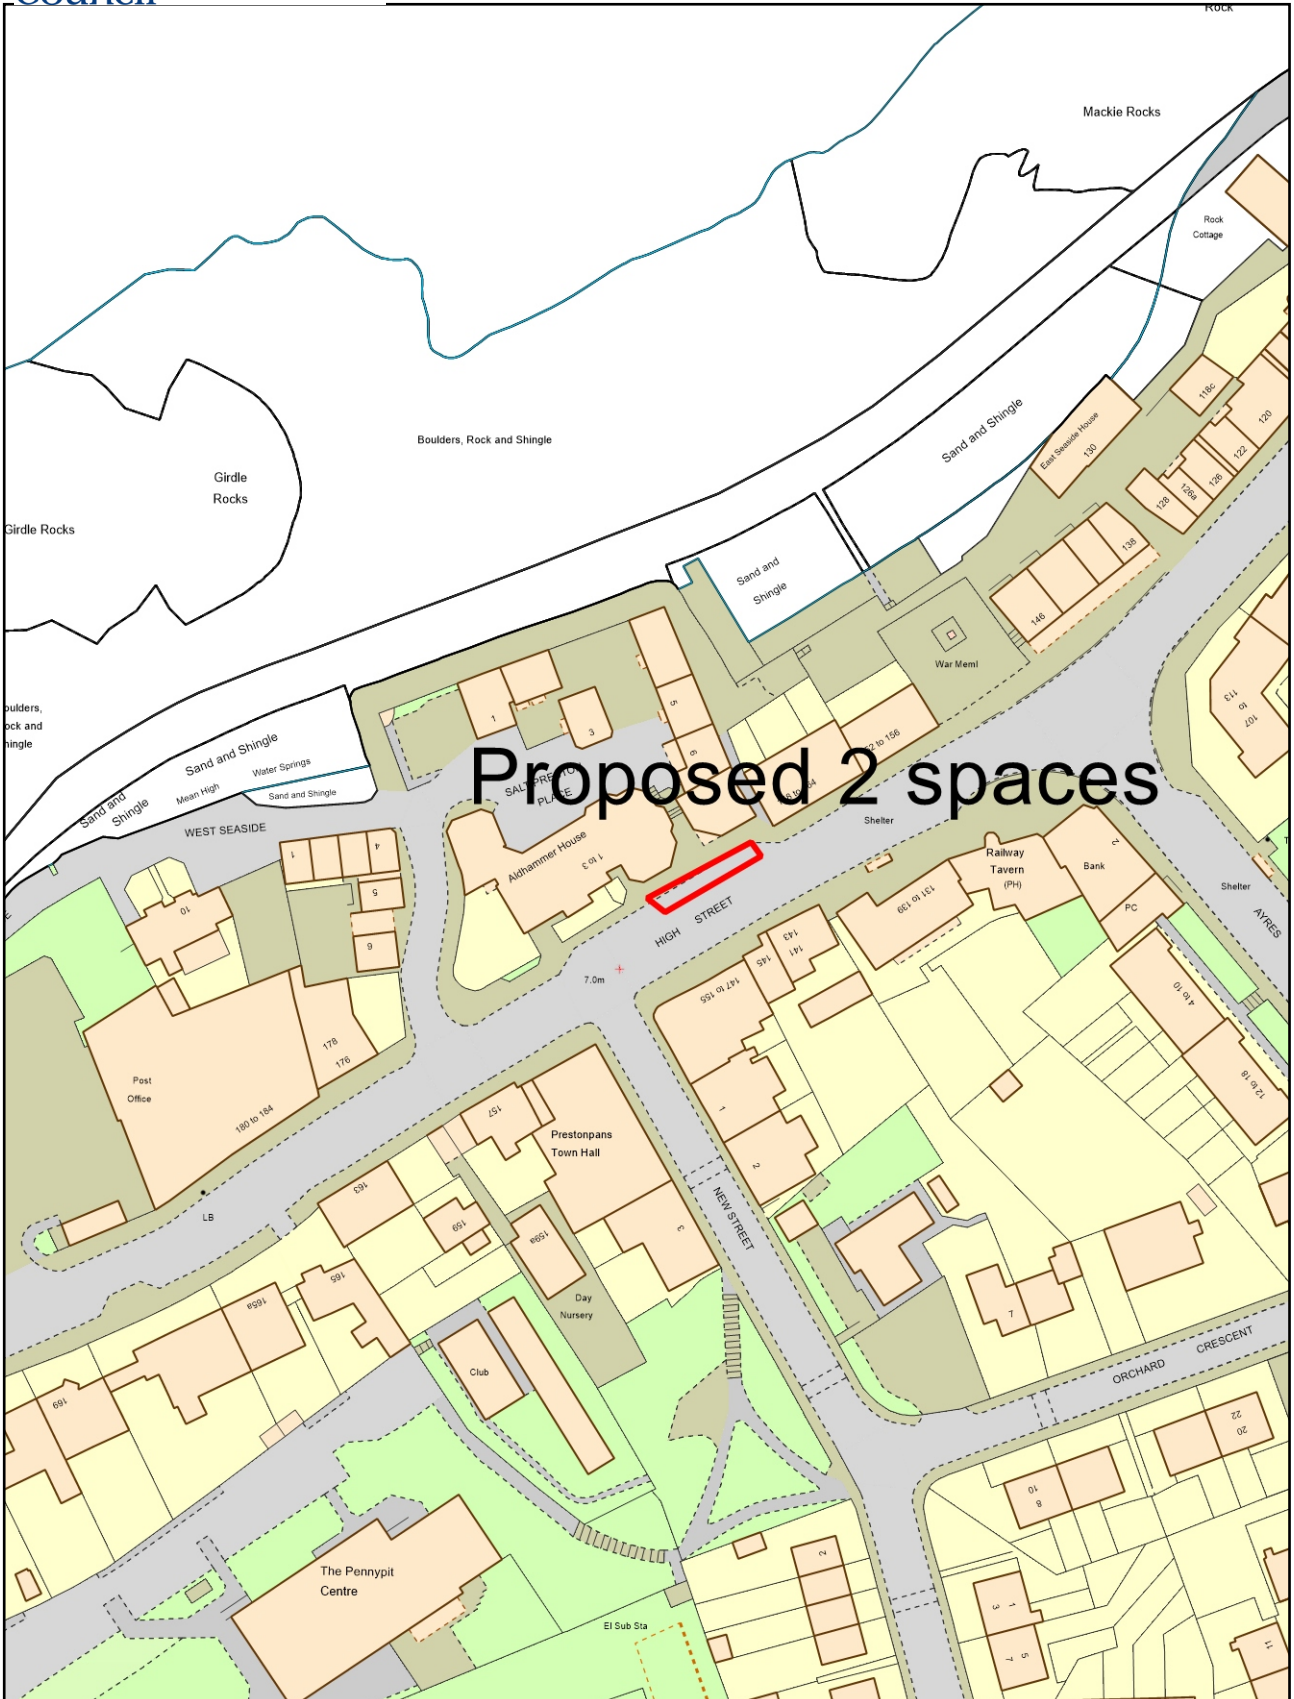 Council
Rock
Mackie Rocks
Rock
Cottage
118c
120
122
126
126a
128
Sand and Shingle
East Seaside House
130
Boulders, Rock and Shingle
Girdle
Rocks
Girdle Rocks
138
146
Sand and
Shingle
War Meml
113
to
107
1
3
5
6
Sand and Shingle
Water Springs
Mean High
Sand and Shingle
Sand and
Shingle
WEST SEASIDE
Proposed 2 spaces
PLACE
Shelter
1
4
5
6
10
Aldhammer House
1 to 3
Railway
Tavern
(PH)
Bank
2
PC
Shelter
AYRES
HIGH STREET
131 to 139
143
141
145
147 to 155
7.0m
4 to 10
12 to 18
178
176
Post
Office
180 to 184
LB
157
Prestonpans
Town Hall
1
2
3
NEW STREET
163
159
159a
165
165a
169
Day
Nursery
Club
7
ORCHARD CRESCENT
22
20
10
8
The Pennypit
Centre
El Sub Sta
2
1
3
5
7
11